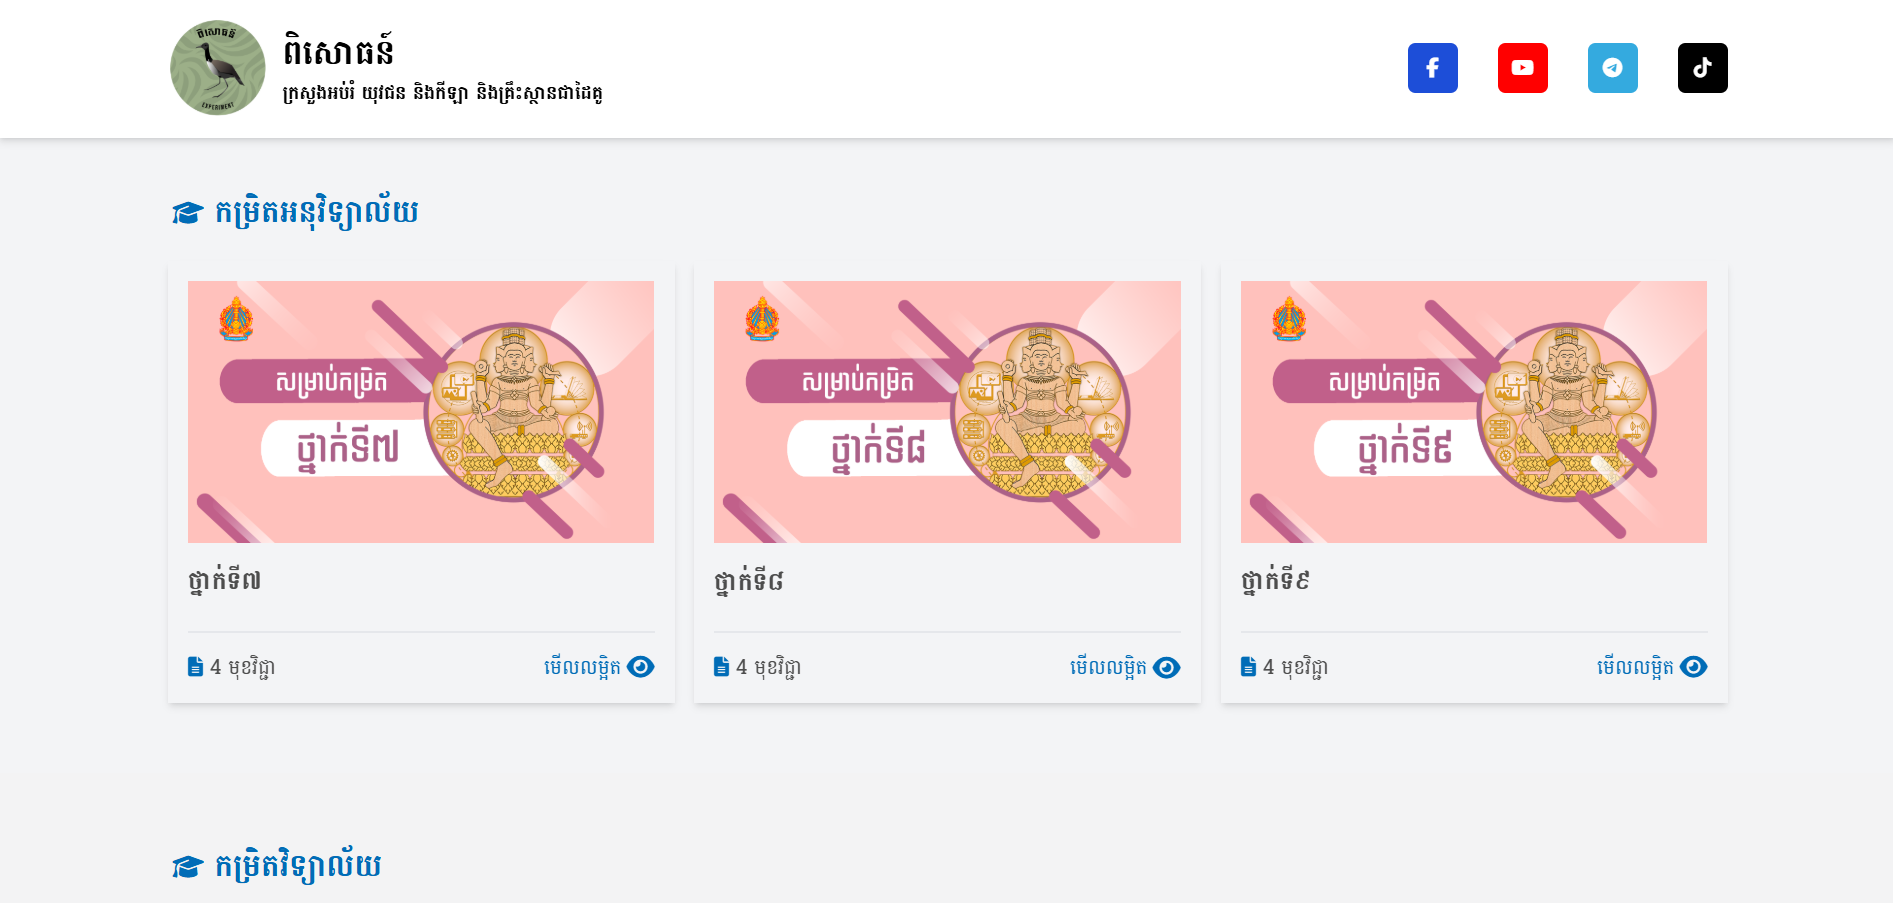 ពិសោធន៍
EXPERIMENT
ពិសោធន៍
ក្រសួងអប់រំ យុវជន និងកីឡា និងគ្រឹះស្ថានជាដៃគូ
កម្រិតអនុវិទ្យាល័យ
សម្រាប់កម្រិត
ថ្នាក់ទី៧
ថ្នាក់ទី៧
4 មុខវិជ្ជា
មើលលម្អិត
សម្រាប់កម្រិត
ថ្នាក់ទី៨
ថ្នាក់ទី៨
4 មុខវិជ្ជា
មើលលម្អិត
សម្រាប់កម្រិត
ថ្នាក់ទី៩
ថ្នាក់ទី៩
4 មុខវិជ្ជា
មើលលម្អិត
កម្រិតវិទ្យាល័យ